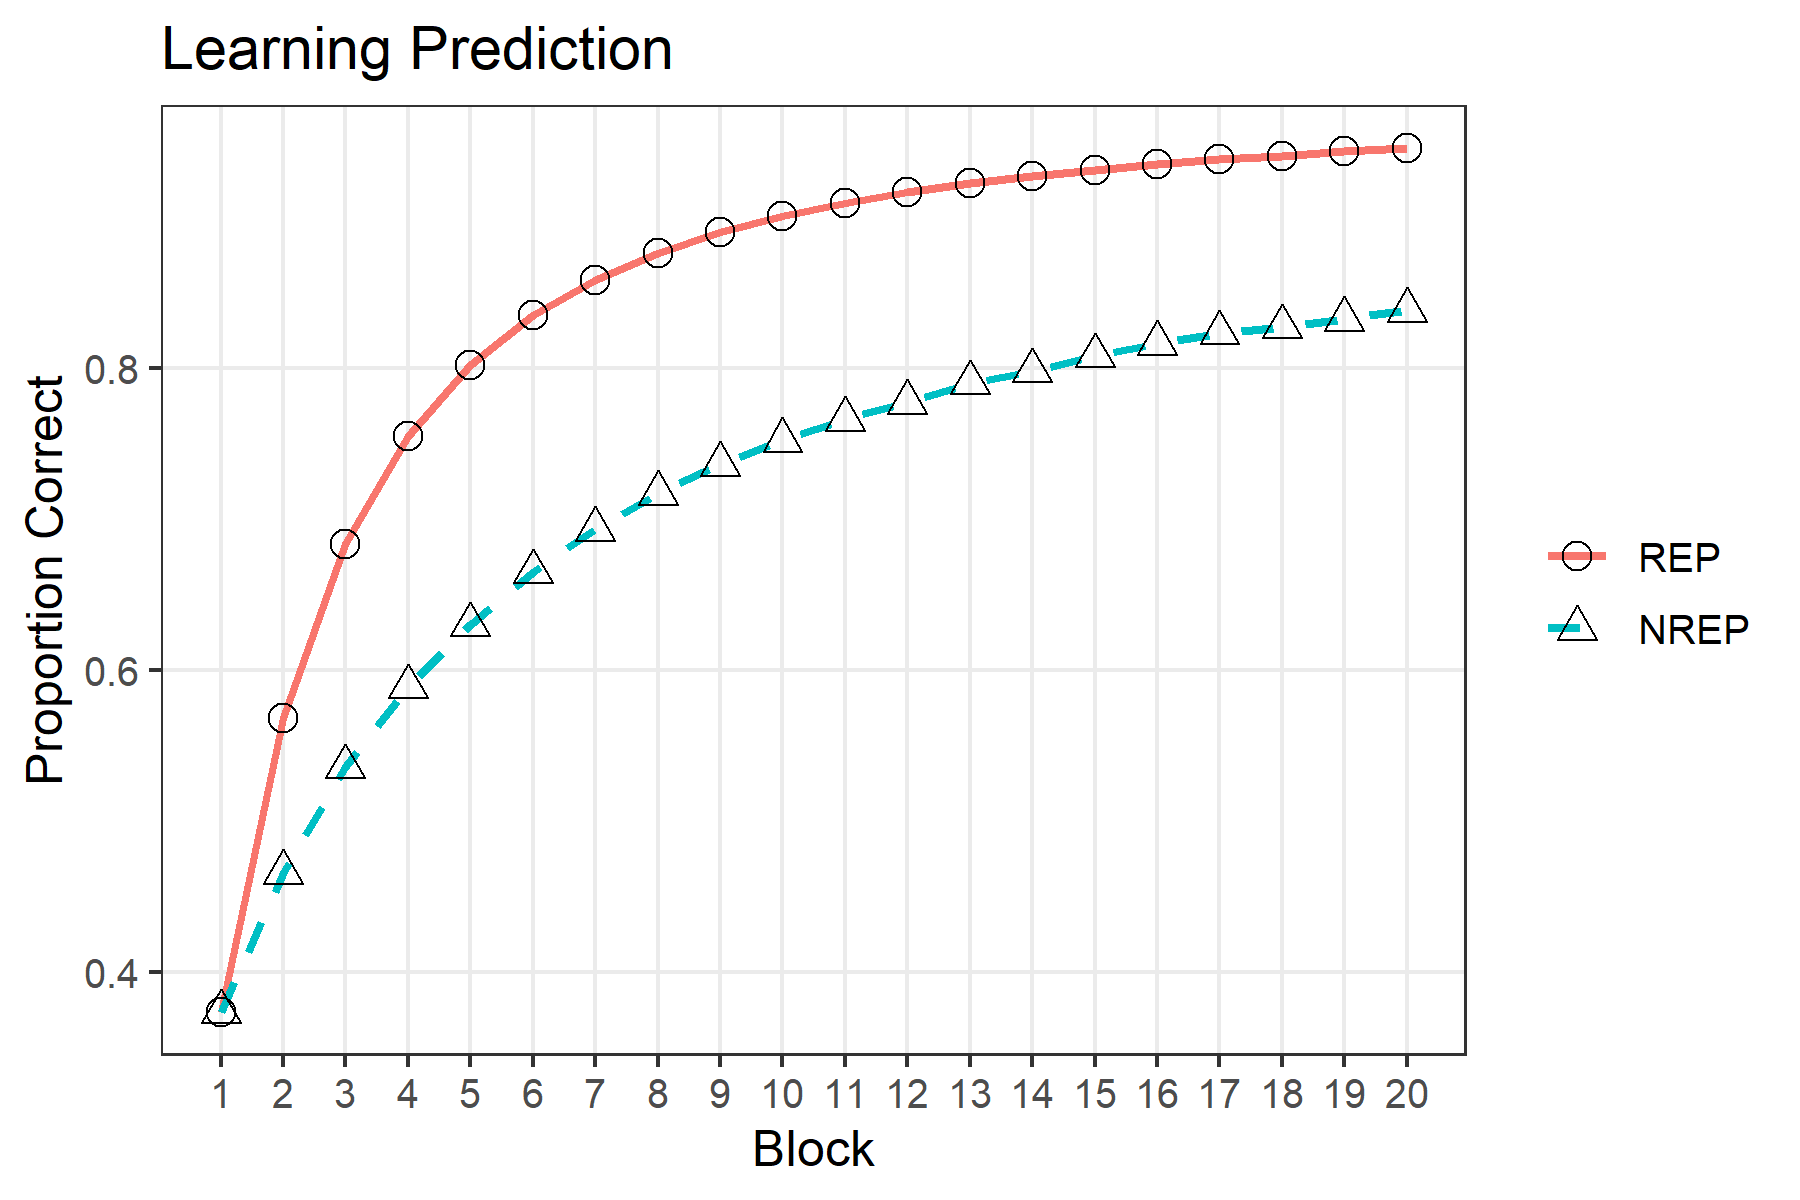 Learning Prediction
Proportion Correct
0.8
0.6
0.4
1 2 3 4 5 6 7 8 9 10 11 12 13 14 15 16 17 18 19 20
Block
REP
NREP